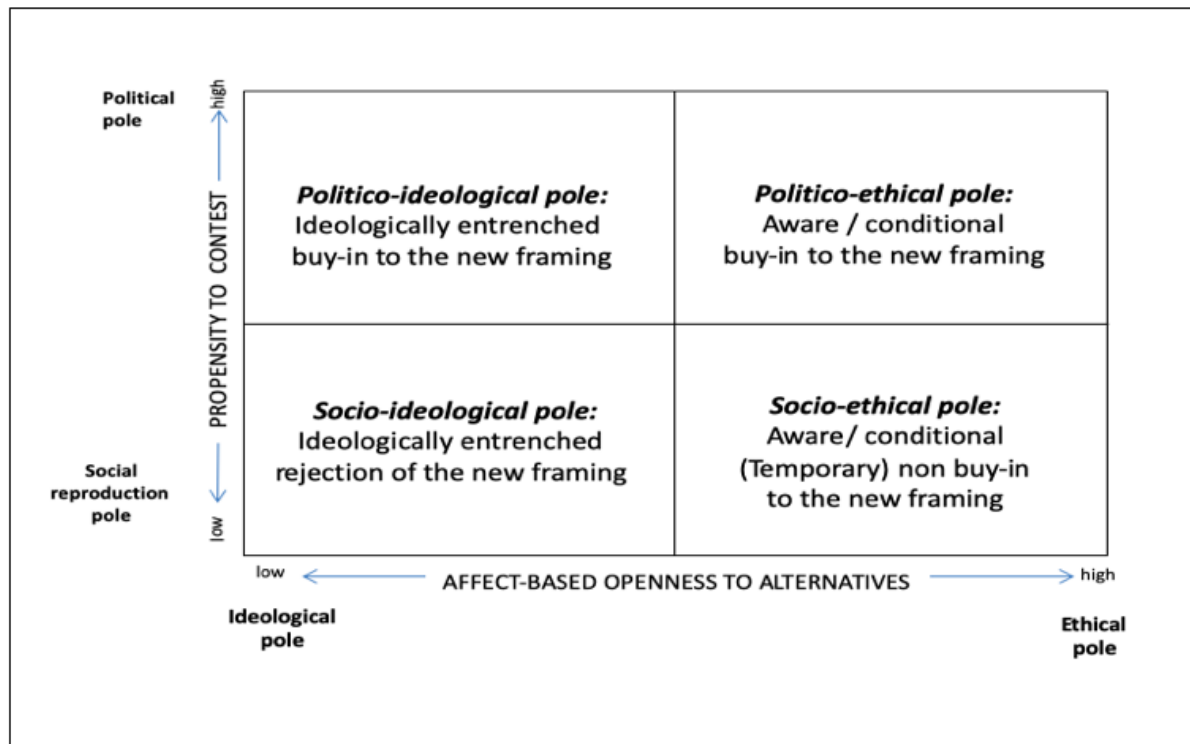 Political
pole
high
PROPENSITY TO CONTEST
Politico-ideological pole:
Ideologically entrenched
buy-in to the new framing
Politico-ethical pole:
Aware / conditional
buy-in to the new framing
Socio-ideological pole:
Ideologically entrenched
rejection of the new framing
Socio-ethical pole:
Aware/ conditional
(Temporary) non buy-in
to the new framing
Social
reproduction
pole
low
low
AFFECT-BASED OPENNESS TO ALTERNATIVES
high
Ideological
pole
Ethical
pole